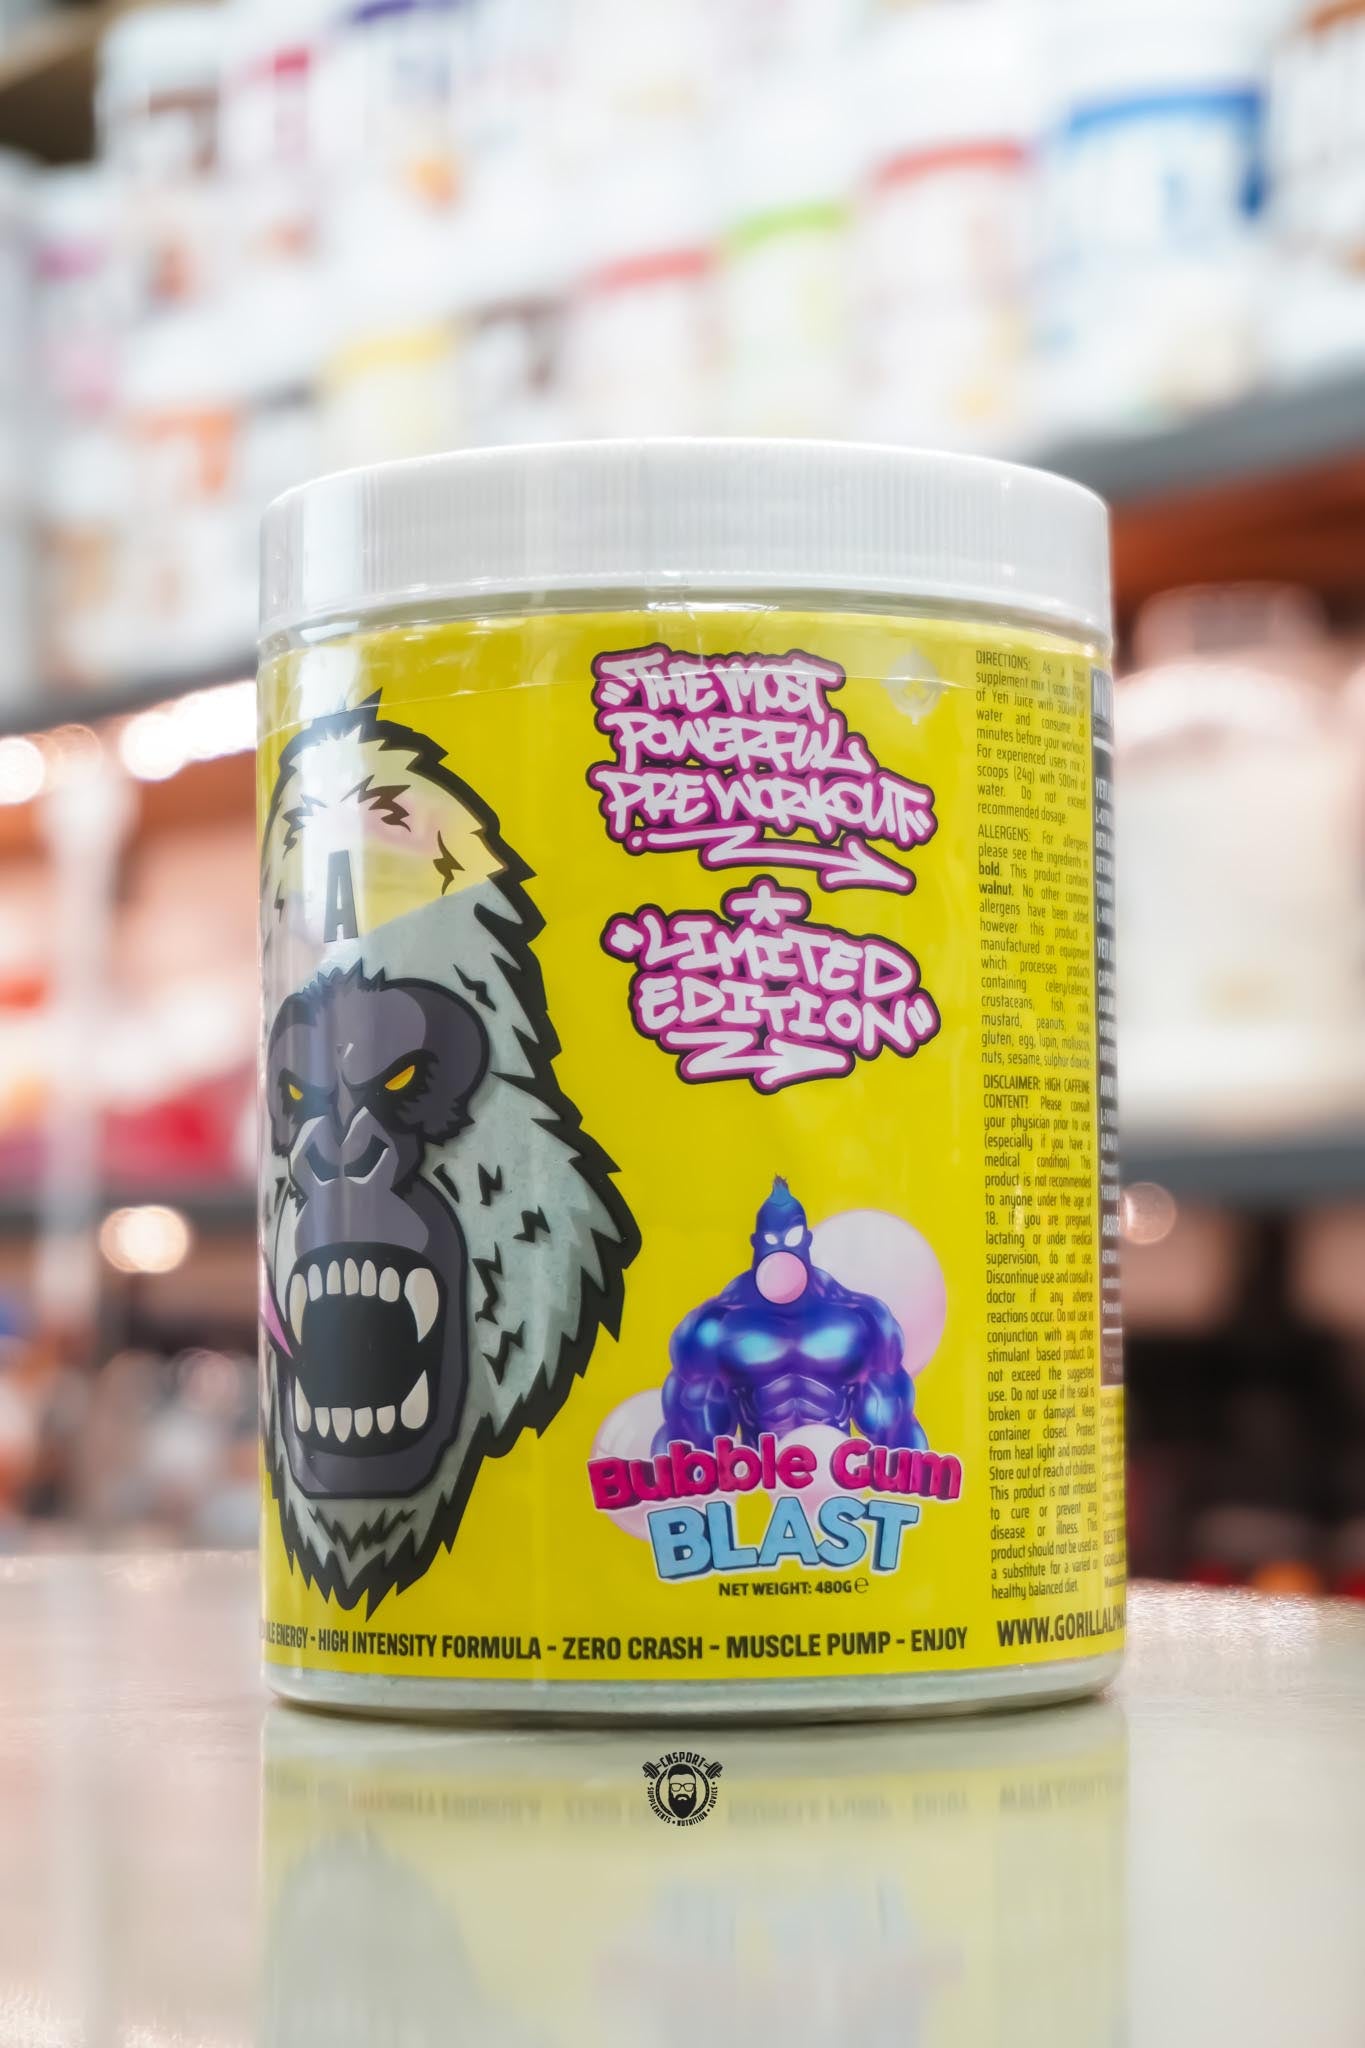 A
"THE MOST
POWERFUL
PRE WORKOUT"
*
"LIMITED
EDITION"
Bubble Gum
BLAST
NET WEIGHT: 480G e
ENERGY - HIGH INTENSITY FORMULA - ZERO CRASH - MUSCLE PUMP - ENJOY
DIRECTIONS: As a
supplement mix 1 scoop
of Yeti Juice with 300ml of
water and consume 20
minutes before your workout.
For experienced users mix 2
scoops (24g) with 500ml of
water. Do not exceed
recommended dosage.
ALLERGENS: For allergens
please see the ingredients in
bold. This product contains
walnut. No other common
allergens have been added
however this product is
manufactured on equipment
which processes products
containing celery/celeriac,
crustaceans, fish, milk,
mustard, peanuts, soya,
gluten, egg, lupin, molluscs,
nuts, sesame, sulphur dioxide.
DISCLAIMER: HIGH CAFFEINE
CONTENT! Please consult
your physician prior to use
(especially if you have a
medical condition) This
product is not recommended
to anyone under the age of
18. If you are pregnant,
lactating or under medical
supervision, do not use.
Discontinue use and consult a
doctor if any adverse
reactions occur. Do not use in
conjunction with any other
stimulant based product. Do
not exceed the suggested
use. Do not use if the seal is
broken or damaged. Keep
container closed. Protect
from heat light and moisture.
Store out of reach of children.
This product is not intended
to cure or prevent any
disease or illness. This
product should not be used as
a substitute for a varied or
healthy balanced diet.
WWW.GORILLALPH
CNSPORT
SUPPLEMENTS • NUTRITION • ADVICE